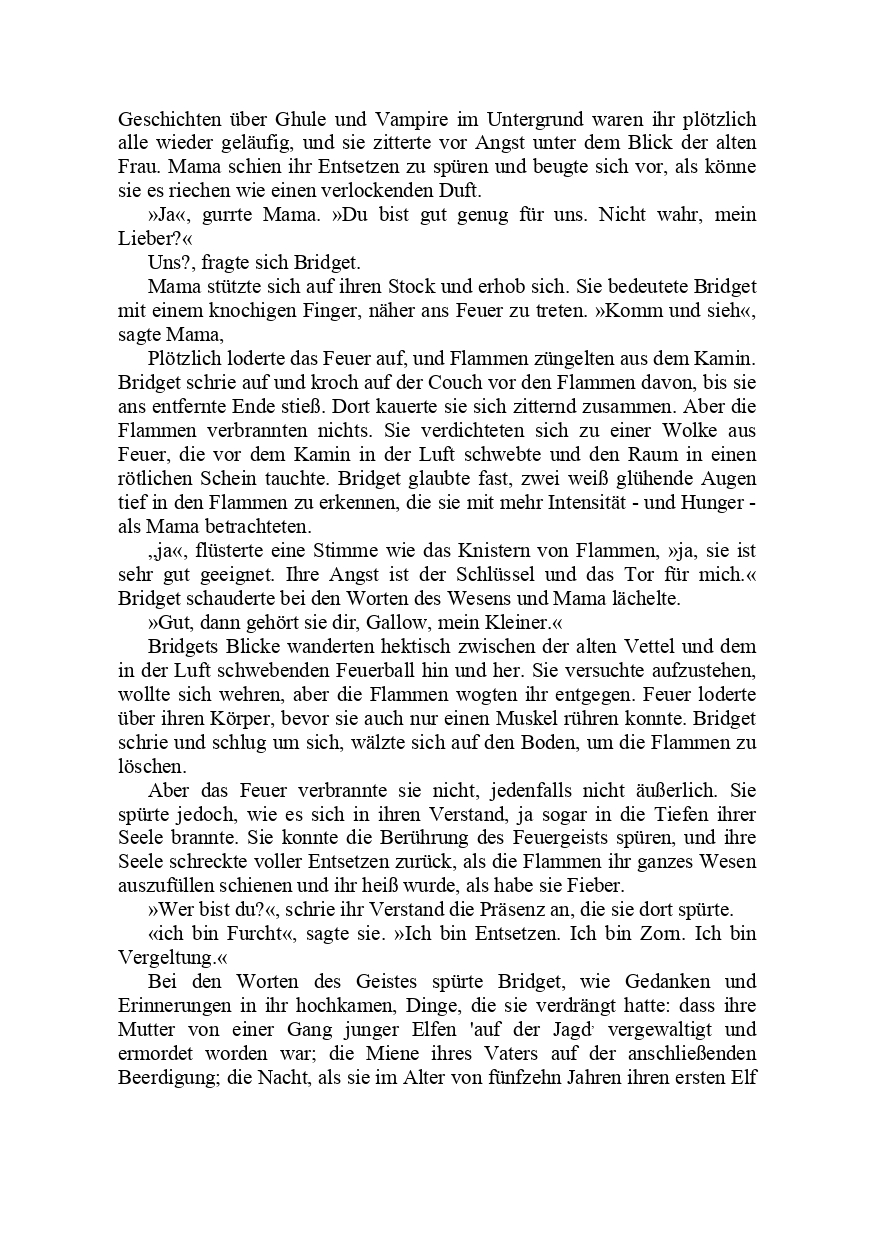 Geschichten über Ghule und Vampire im Untergrund waren ihr plötzlich
alle wieder geläufig, und sie zitterte vor Angst unter dem Blick der alten
Frau. Mama schien ihr Entsetzen zu spüren und beugte sich vor, als könne
sie es riechen wie einen verlockenden Duft.
»Ja«, gurrte Mama. »Du bist gut genug für uns. Nicht wahr, mein
Lieber?«
Uns?, fragte sich Bridget.
Mama stützte sich auf ihren Stock und erhob sich. Sie bedeutete Bridget
mit einem knochigen Finger, näher ans Feuer zu treten. »Komm und sieh«,
sagte Mama,
Plötzlich loderte das Feuer auf, und Flammen züngelten aus dem Kamin.
Bridget schrie auf und kroch auf der Couch vor den Flammen davon, bis sie
ans entfernte Ende stieß. Dort kauerte sie sich zitternd zusammen. Aber die
Flammen verbrannten nichts. Sie verdichteten sich zu einer Wolke aus
Feuer, die vor dem Kamin in der Luft schwebte und den Raum in einen
rötlichen Schein tauchte. Bridget glaubte fast, zwei weiß glühende Augen
tief in den Flammen zu erkennen, die sie mit mehr Intensität - und Hunger -
als Mama betrachteten.
„ja«, flüsterte eine Stimme wie das Knistern von Flammen, »ja, sie ist
sehr gut geeignet. Ihre Angst ist der Schlüssel und das Tor für mich.«
Bridget schauderte bei den Worten des Wesens und Mama lächelte.
»Gut, dann gehört sie dir, Gallow, mein Kleiner.«
Bridgets Blicke wanderten hektisch zwischen der alten Vettel und dem
in der Luft schwebenden Feuerball hin und her. Sie versuchte aufzustehen,
wollte sich wehren, aber die Flammen wogten ihr entgegen. Feuer loderte
über ihren Körper, bevor sie auch nur einen Muskel rühren konnte. Bridget
schrie und schlug um sich, wälzte sich auf den Boden, um die Flammen zu
löschen.
Aber das Feuer verbrannte sie nicht, jedenfalls nicht äußerlich. Sie
spürte jedoch, wie es sich in ihren Verstand, ja sogar in die Tiefen ihrer
Seele brannte. Sie konnte die Berührung des Feuergeists spüren, und ihre
Seele schreckte voller Entsetzen zurück, als die Flammen ihr ganzes Wesen
auszufüllen schienen und ihr heiß wurde, als habe sie Fieber.
»Wer bist du?«, schrie ihr Verstand die Präsenz an, die sie dort spürte.
«ich bin Furcht«, sagte sie. »Ich bin Entsetzen. Ich bin Zorn. Ich bin
Vergeltung.«
Bei den Worten des Geistes spürte Bridget, wie Gedanken und
Erinnerungen in ihr hochkamen, Dinge, die sie verdrängt hatte: dass ihre
Mutter von einer Gang junger Elfen 'auf der Jagd' vergewaltigt und
ermordet worden war; die Miene ihres Vaters auf der anschließenden
Beerdigung; die Nacht, als sie im Alter von fünfzehn Jahren ihren ersten Elf